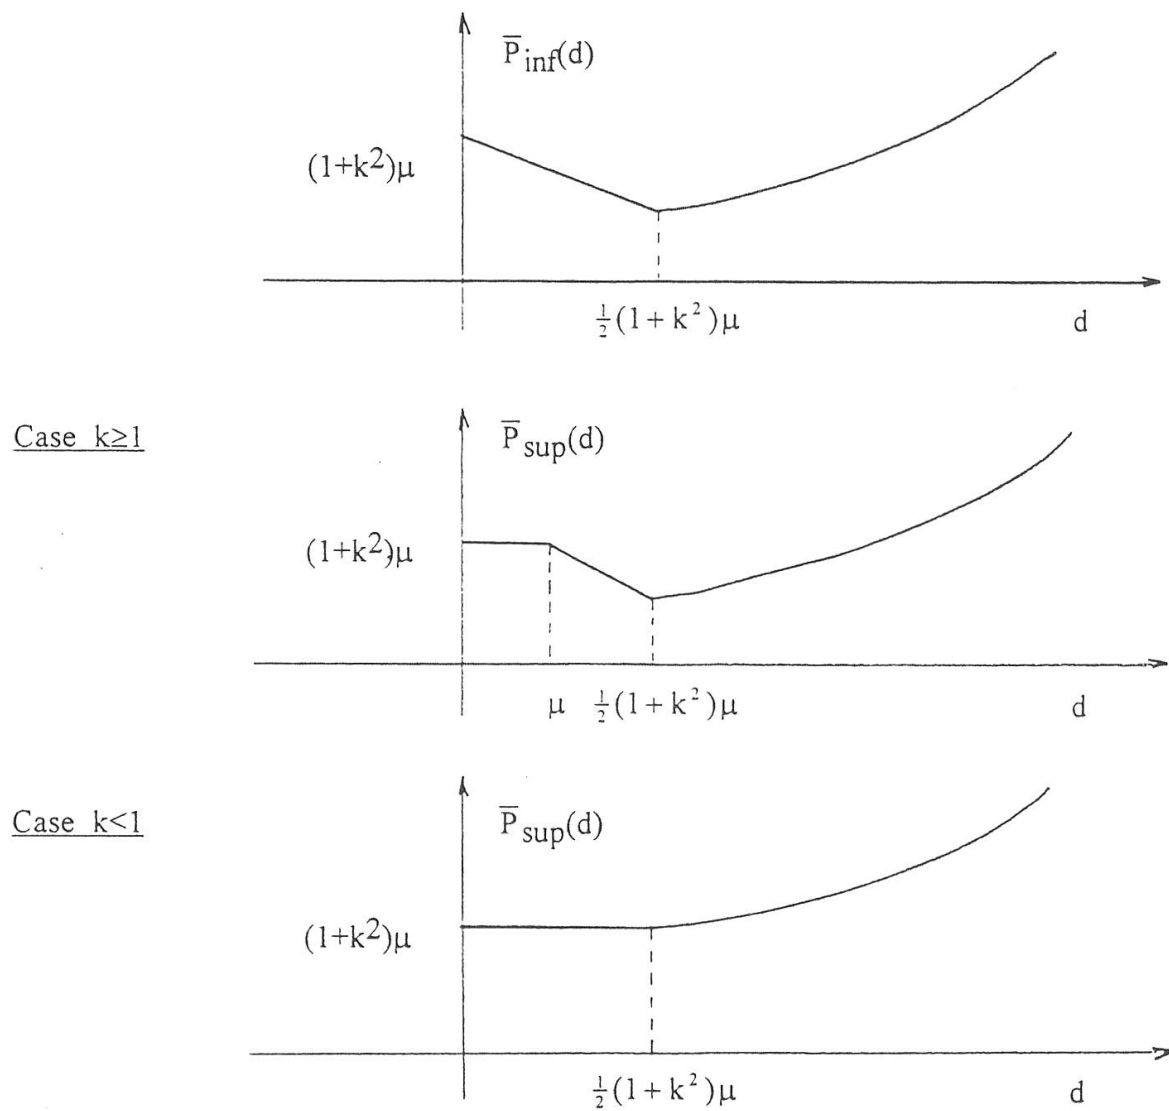 P̅inf(d)
(1+k²)μ
½(1 + k²)μ d
Case k≥1
P̅sup(d)
(1+k²)μ
μ ½(1 + k²)μ d
Case k<1
P̅sup(d)
(1+k²)μ
½(1 + k²)μ d